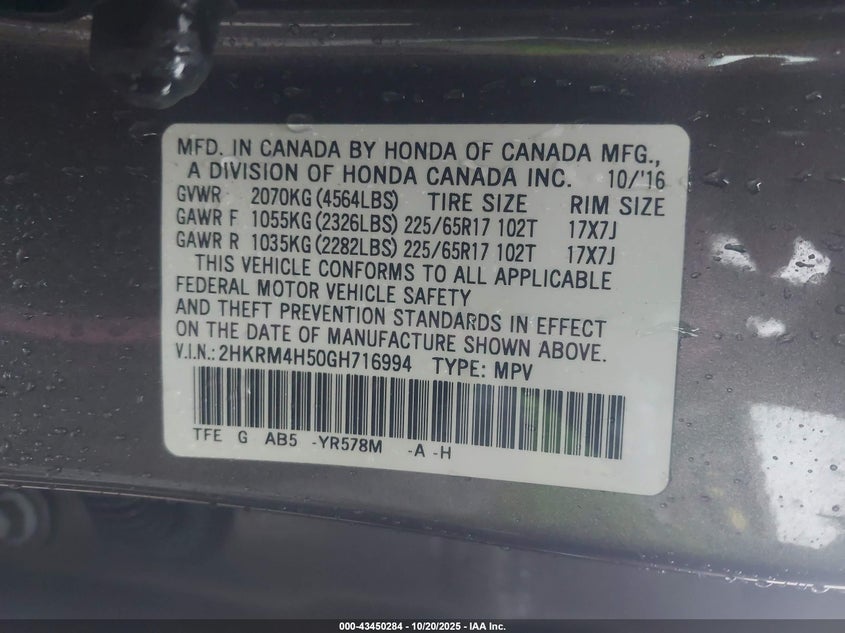 MFD. IN CANADA BY HONDA OF CANADA MFG.,
A DIVISION OF HONDA CANADA INC. 10/'16
GVWR 2070KG (4564LBS) TIRE SIZE RIM SIZE
GAWR F 1055KG (2326LBS) 225/65R17 102T 17X7J
GAWR R 1035KG (2282LBS) 225/65R17 102T 17X7J
THIS VEHICLE CONFORMS TO ALL APPLICABLE
FEDERAL MOTOR VEHICLE SAFETY
AND THEFT PREVENTION STANDARDS IN EFFECT
ON THE DATE OF MANUFACTURE SHOWN ABOVE.
V.I.N.: 2HKRM4H50GH716994 TYPE: MPV
TFE G AB5 -YR578M -A -H
000-43450284 - 10/20/2025 - IAA Inc.